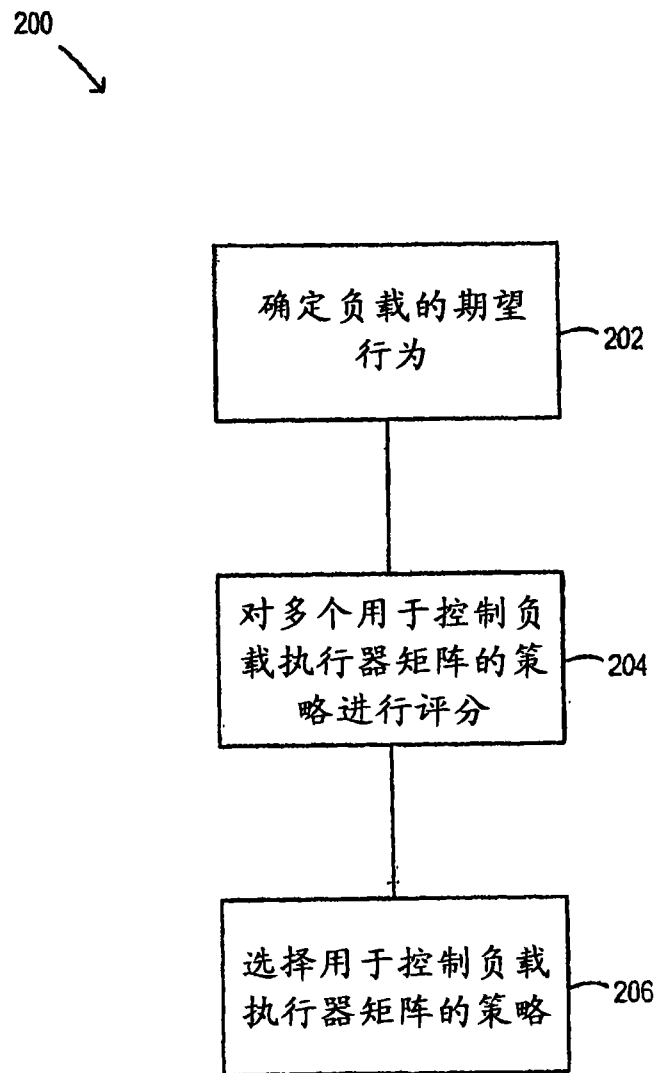 200
确定负载的期望
行为
202
对多个用于控制负
载执行器矩阵的策
略进行评分
204
选择用于控制负载
执行器矩阵的策略
206